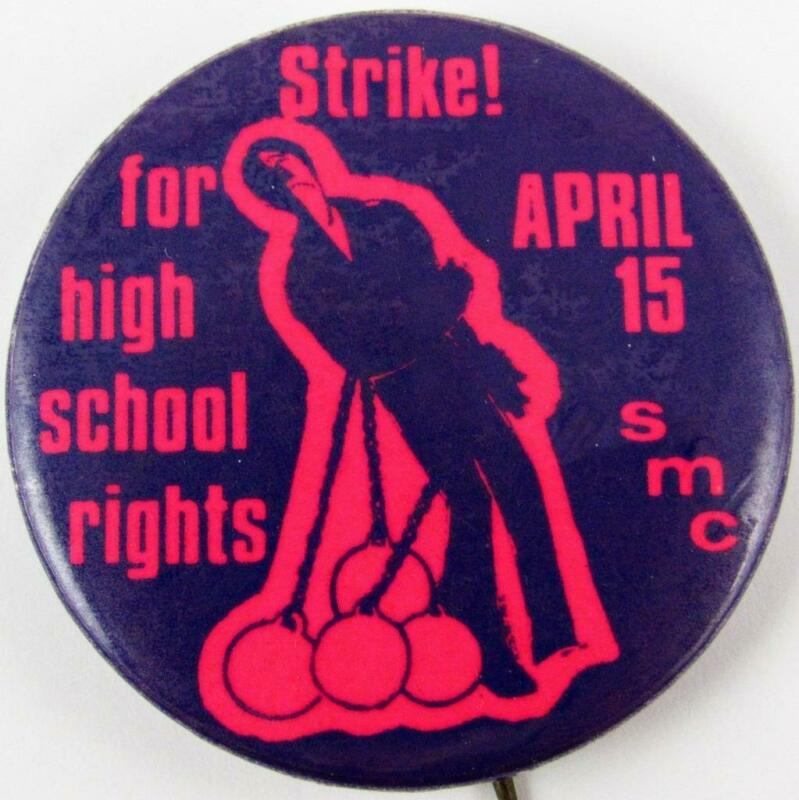 Strike!
for
high
school
rights
APRIL
15
s
m
c